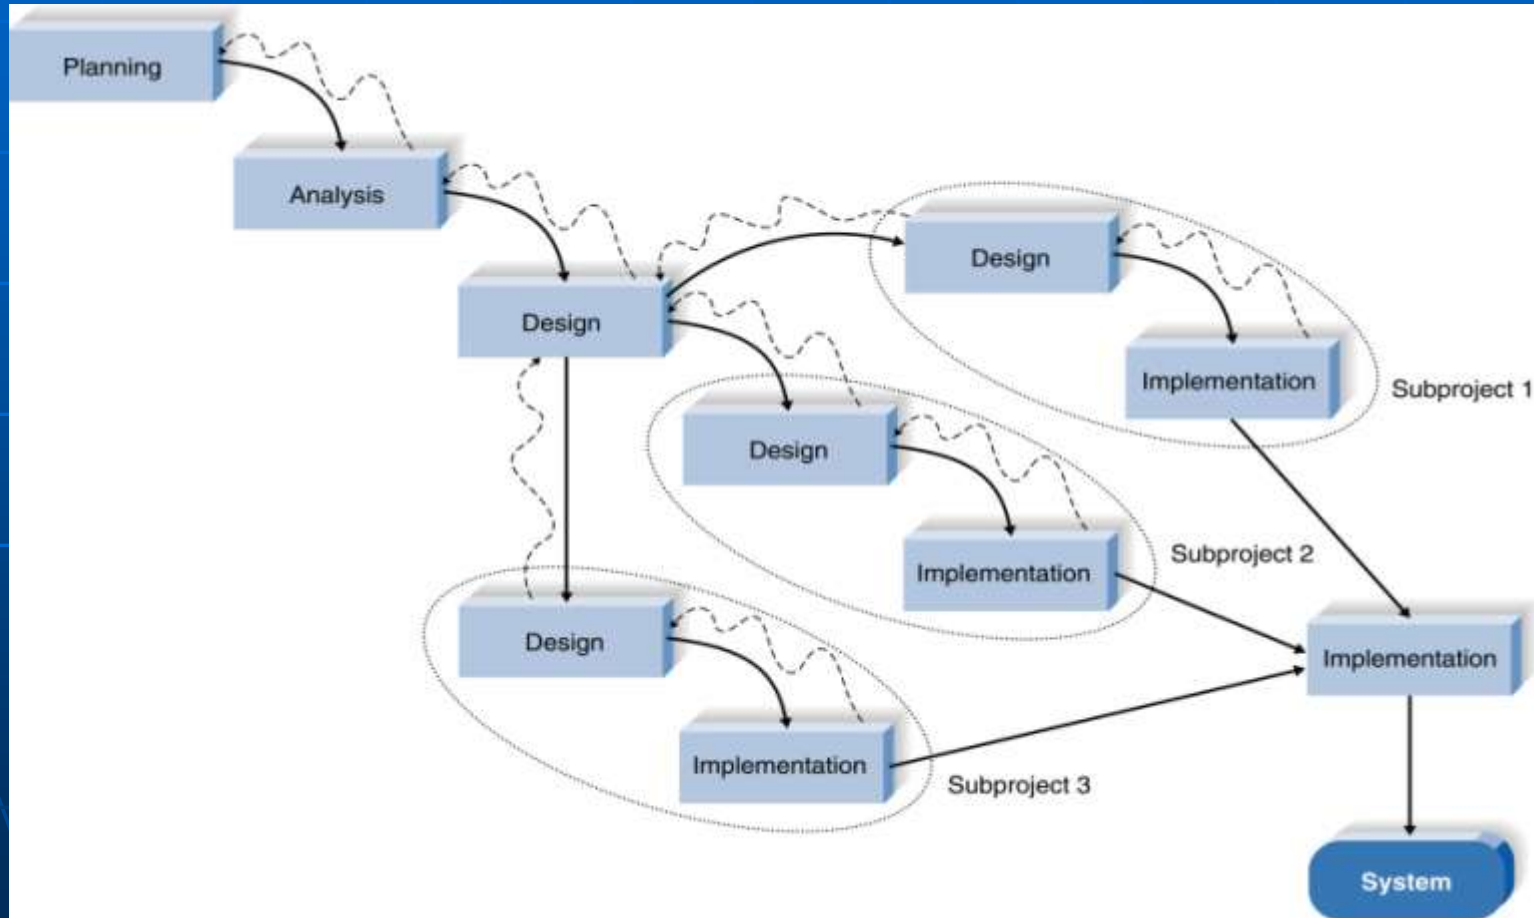 Planning
Analysis
Design
Design
Implementation
Subproject 1
Design
Implementation
Subproject 2
Design
Implementation
Subproject 3
Implementation
System